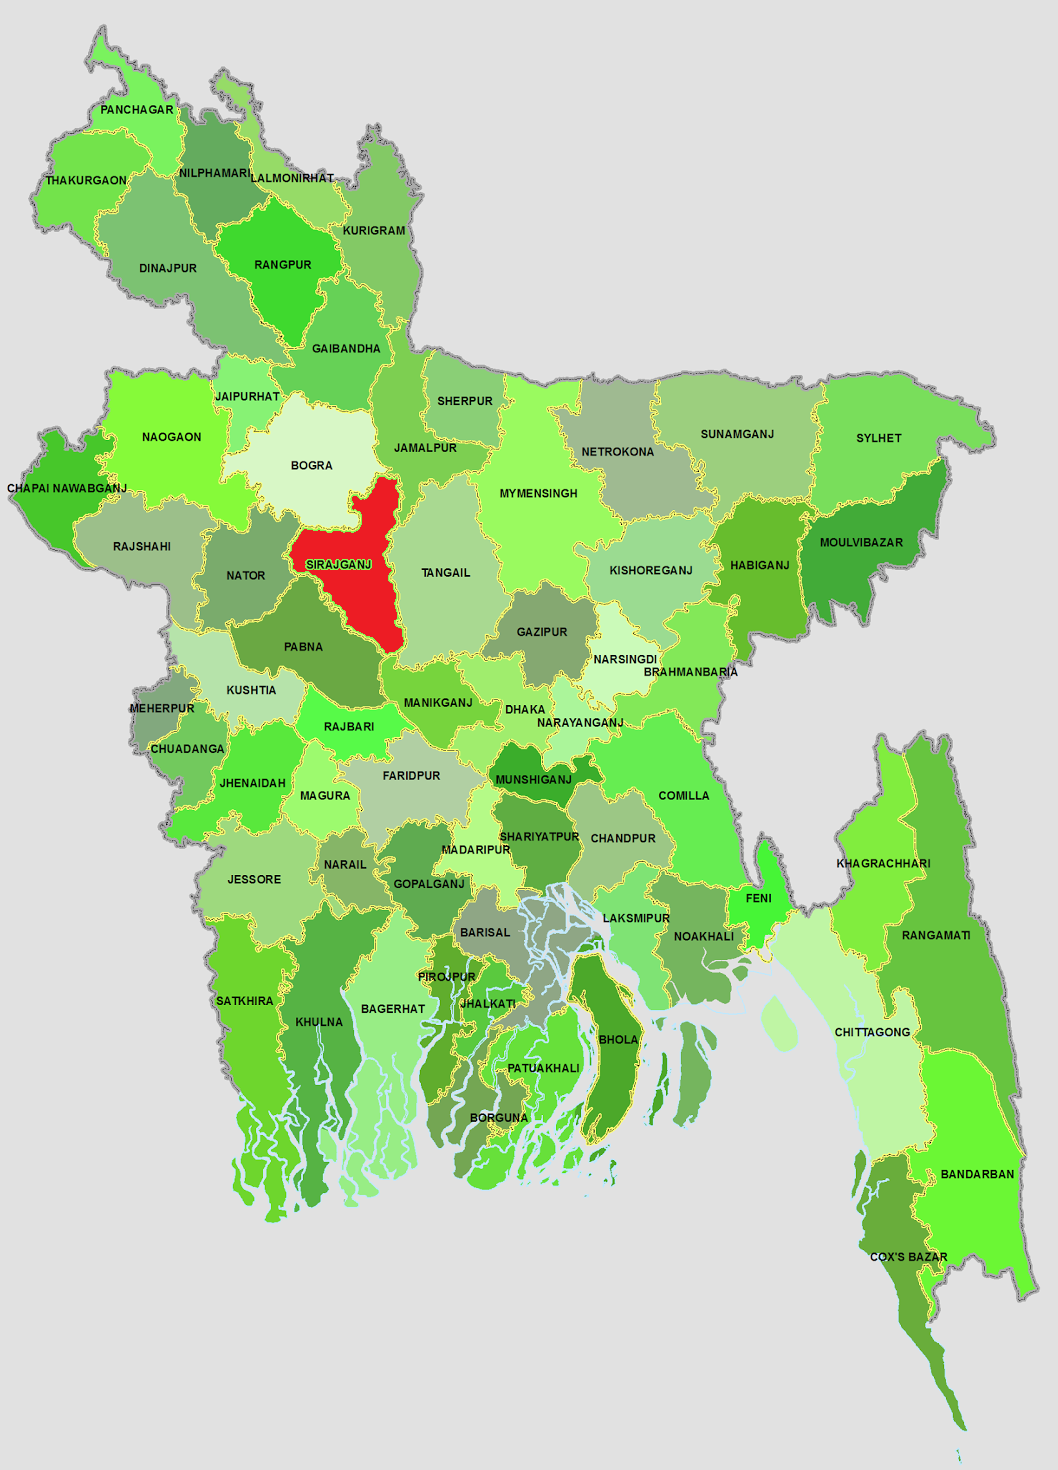 PANCHAGAR
THAKURGAON
NILPHAMARI
LALMONIRHAT
KURIGRAM
DINAJPUR
RANGPUR
GAIBANDHA
JAIPURHAT
SHERPUR
NAOGAON
JAMALPUR
SUNAMGANJ
SYLHET
NETROKONA
BOGRA
CHAPAI NAWABGANJ
MYMENSINGH
RAJSHAHI
MOULVIBAZAR
SIRAJGANJ
HABIGANJ
NATOR
TANGAIL
KISHOREGANJ
GAZIPUR
PABNA
NARSINGDI
BRAHMANBARIA
KUSHTIA
MEHERPUR
MANIKGANJ
DHAKA
NARAYANGANJ
RAJBARI
CHUADANGA
FARIDPUR
MUNSHIGANJ
JHENAIDAH
MAGURA
COMILLA
SHARIYATPUR
CHANDPUR
MADARIPUR
NARAIL
KHAGRACHHARI
JESSORE
GOPALGANJ
FENI
LAKSMIPUR
BARISAL
NOAKHALI
RANGAMATI
PIROJPUR
SATKHIRA
JHALKATI
BAGERHAT
KHULNA
CHITTAGONG
BHOLA
PATUAKHALI
BORGUNA
BANDARBAN
COX'S BAZAR